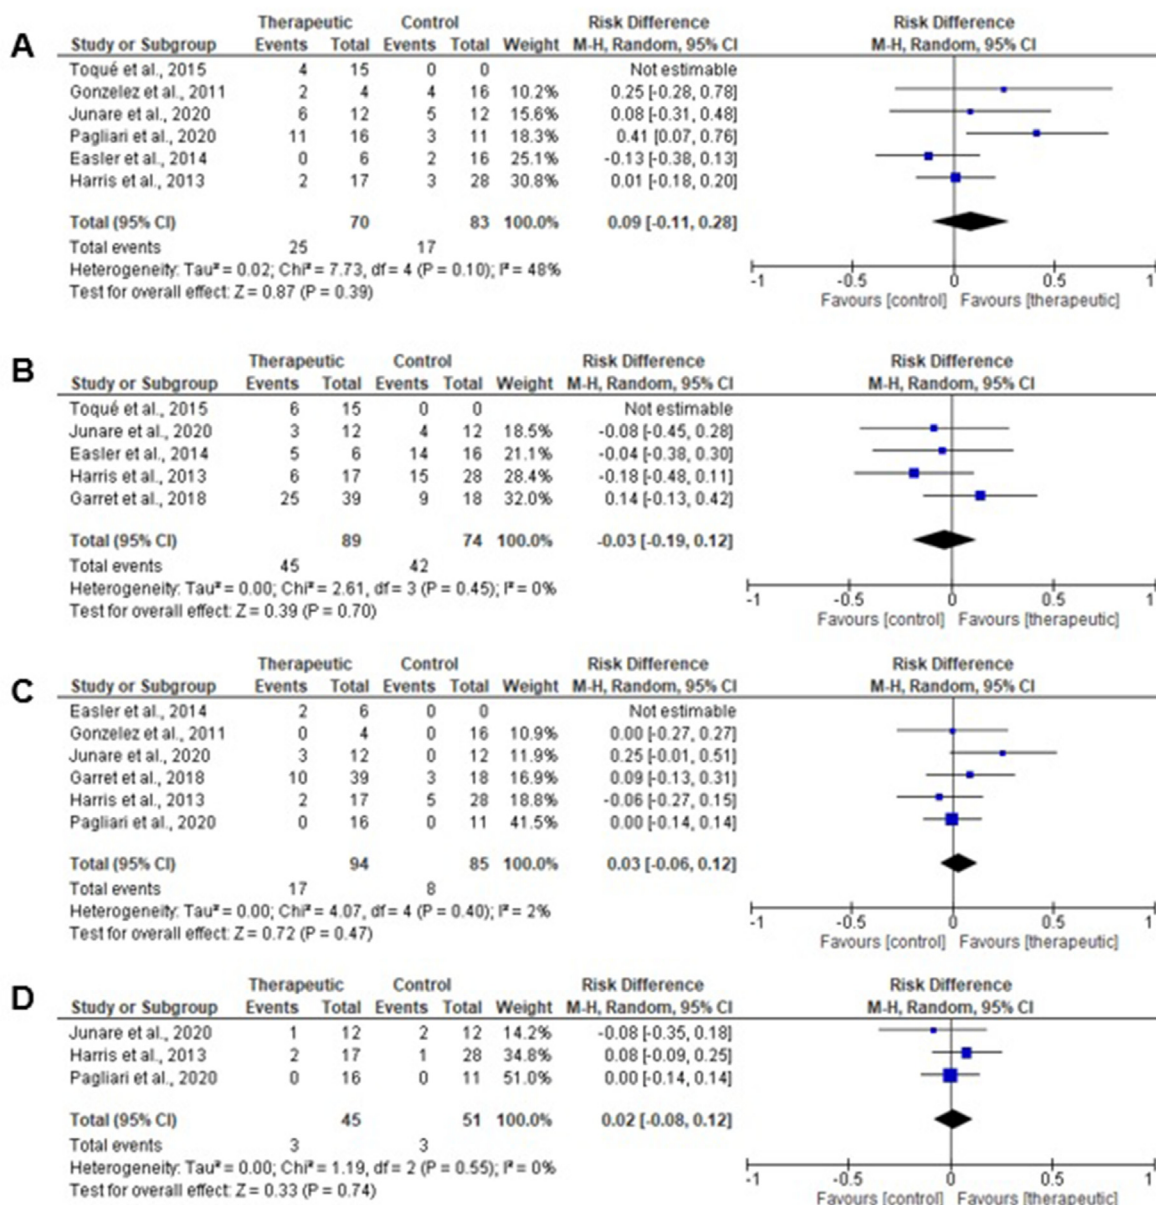 A
Therapeutic Control Risk Difference Risk Difference
Study or Subgroup Events Total Events Total Weight M-H, Random, 95% CI M-H, Random, 95% CI
Toqué et al., 2015 4 15 0 0 Not estimable
Gonzelez et al., 2011 2 4 4 16 10.2% 0.25 [-0.28, 0.78]
Junare et al., 2020 6 12 5 12 15.6% 0.08 [-0.31, 0.48]
Pagliari et al., 2020 11 16 3 11 18.3% 0.41 [0.07, 0.76]
Easler et al., 2014 0 6 2 16 25.1% -0.13 [-0.38, 0.13]
Harris et al., 2013 2 17 3 28 30.8% 0.01 [-0.18, 0.20]
Total (95% CI) 70 83 100.0% 0.09 [-0.11, 0.28]
Total events 25 17
Heterogeneity: Tau² = 0.02; Chi² = 7.73, df = 4 (P = 0.10); I² = 48%
Test for overall effect: Z = 0.87 (P = 0.39)
-1 -0.5 0 0.5 1
Favours [control] Favours [therapeutic]
B
Therapeutic Control Risk Difference Risk Difference
Study or Subgroup Events Total Events Total Weight M-H, Random, 95% CI M-H, Random, 95% CI
Toqué et al., 2015 6 15 0 0 Not estimable
Junare et al., 2020 3 12 4 12 18.5% -0.08 [-0.45, 0.28]
Easler et al., 2014 5 6 14 16 21.1% -0.04 [-0.38, 0.30]
Harris et al., 2013 6 17 15 28 28.4% -0.18 [-0.48, 0.11]
Garret et al., 2018 25 39 9 18 32.0% 0.14 [-0.13, 0.42]
Total (95% CI) 89 74 100.0% -0.03 [-0.19, 0.12]
Total events 45 42
Heterogeneity: Tau² = 0.00; Chi² = 2.61, df = 3 (P = 0.45); I² = 0%
Test for overall effect: Z = 0.39 (P = 0.70)
-1 -0.5 0 0.5 1
Favours [control] Favours [therapeutic]
C
Therapeutic Control Risk Difference Risk Difference
Study or Subgroup Events Total Events Total Weight M-H, Random, 95% CI M-H, Random, 95% CI
Easler et al., 2014 2 6 0 0 Not estimable
Gonzelez et al., 2011 0 4 0 16 10.9% 0.00 [-0.27, 0.27]
Junare et al., 2020 3 12 0 12 11.9% 0.25 [-0.01, 0.51]
Garret et al., 2018 10 39 3 18 16.9% 0.09 [-0.13, 0.31]
Harris et al., 2013 2 17 5 28 18.8% -0.06 [-0.27, 0.15]
Pagliari et al., 2020 0 16 0 11 41.5% 0.00 [-0.14, 0.14]
Total (95% CI) 94 85 100.0% 0.03 [-0.06, 0.12]
Total events 17 8
Heterogeneity: Tau² = 0.00; Chi² = 4.07, df = 4 (P = 0.40); I² = 2%
Test for overall effect: Z = 0.72 (P = 0.47)
-1 -0.5 0 0.5 1
Favours [control] Favours [therapeutic]
D
Therapeutic Control Risk Difference Risk Difference
Study or Subgroup Events Total Events Total Weight M-H, Random, 95% CI M-H, Random, 95% CI
Junare et al., 2020 1 12 2 12 14.2% -0.08 [-0.35, 0.18]
Harris et al., 2013 2 17 1 28 34.8% 0.08 [-0.09, 0.25]
Pagliari et al., 2020 0 16 0 11 51.0% 0.00 [-0.14, 0.14]
Total (95% CI) 45 51 100.0% 0.02 [-0.08, 0.12]
Total events 3 3
Heterogeneity: Tau² = 0.00; Chi² = 1.19, df = 2 (P = 0.55); I² = 0%
Test for overall effect: Z = 0.33 (P = 0.74)
-1 -0.5 0 0.5 1
Favours [control] Favours [therapeutic]